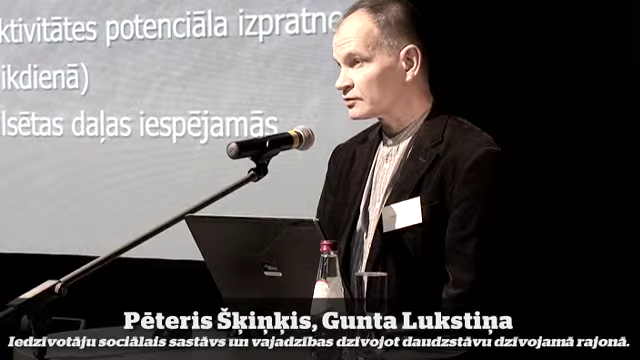 ktivitātes potenciāla izpratne
ikdienā)
lsētas daļas iespējamās
Pēteris Šķiņķis, Gunta Lukstiņa
Iedzīvotāju sociālais sastāvs un vajadzības dzīvojot daudzstāvu dzīvojamā rajonā.